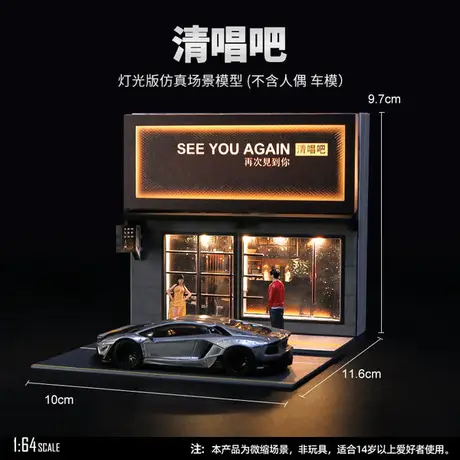 清唱吧
灯光版仿真场景模型 (不含人偶 车模)
9.7cm
SEE YOU AGAIN 清唱吧
再次見到你
10cm
11.6cm
1:64 SCALE
注: 本产品为微缩场景,非玩具,适合14岁以上爱好者使用。